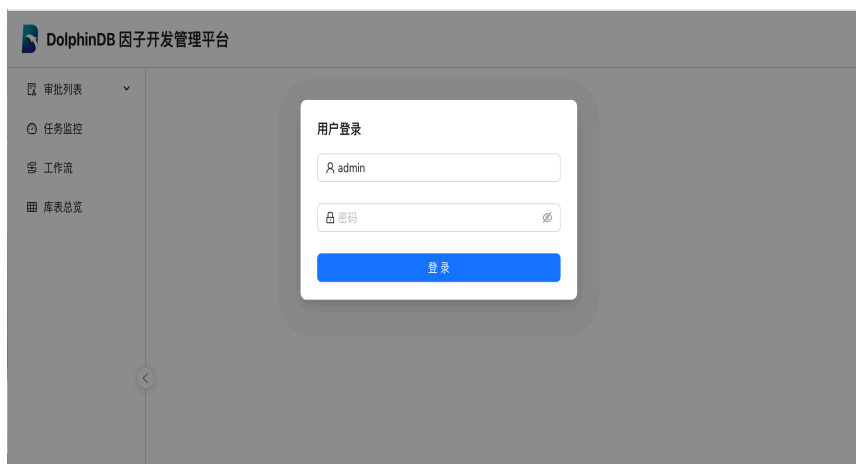 DolphinDB 因子开发管理平台
审批列表
任务监控
工作流
库表总览
用户登录
admin
密码
登 录